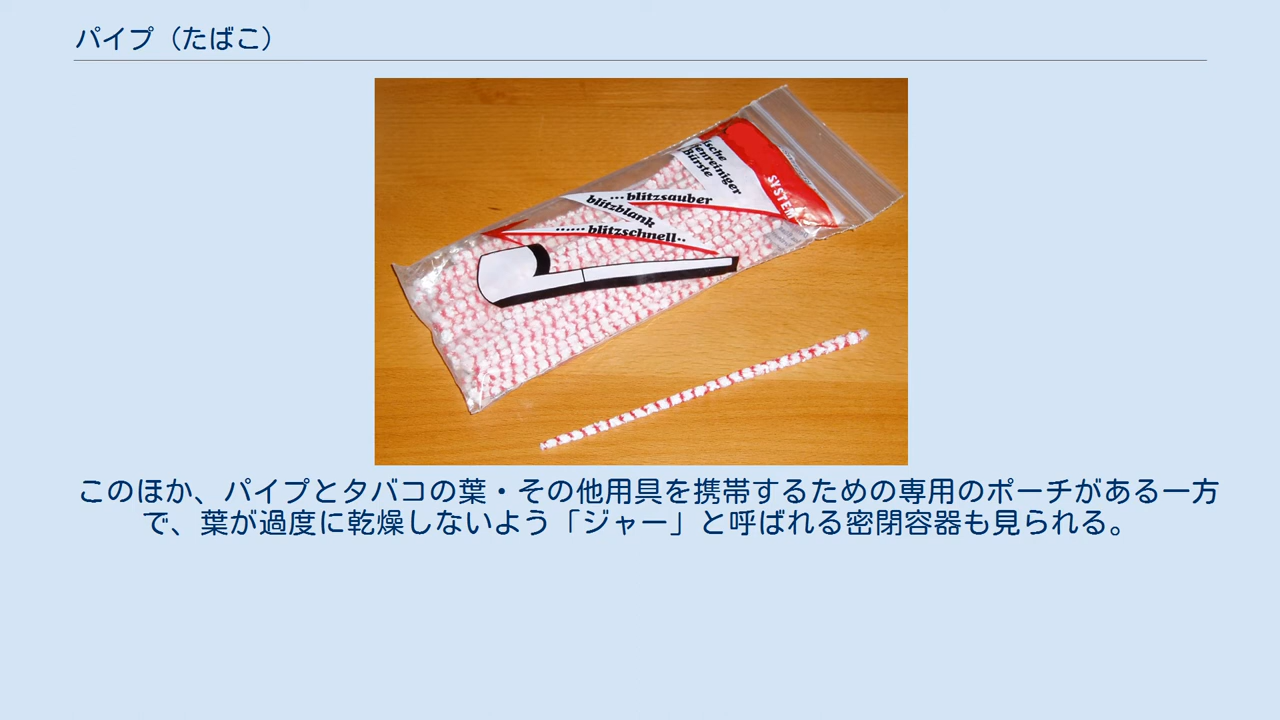 パイプ（たばこ）
Bürste
...blitzsauber
blitzblank
......blitzschnell..
SYSTEM
このほか、パイプとタバコの葉・その他用具を携帯するための専用のポーチがある一方
で、葉が過度に乾燥しないよう「ジャー」と呼ばれる密閉容器も見られる。